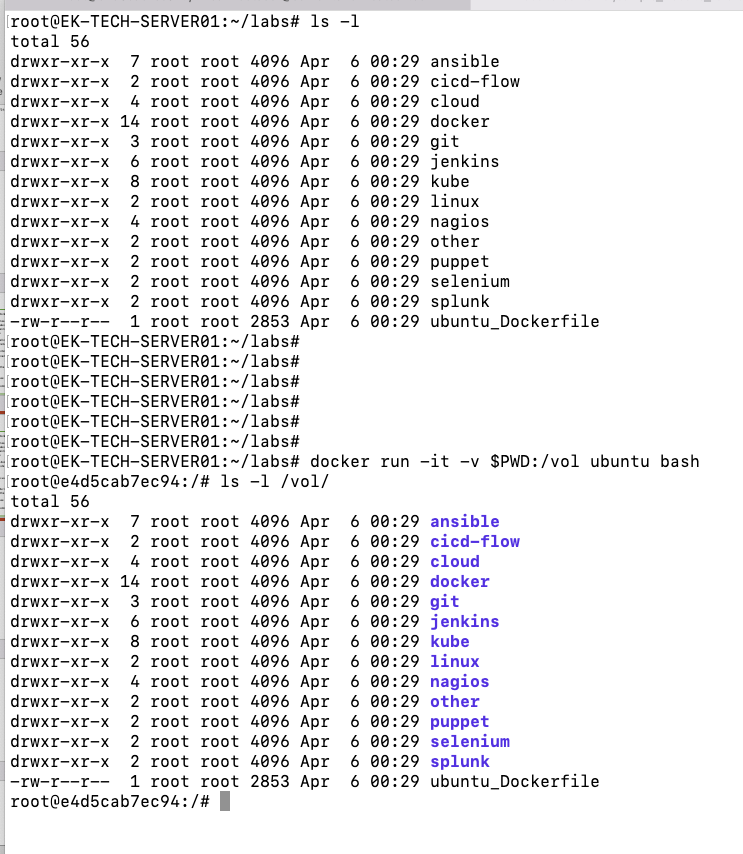 root@EK-TECH-SERVER01:~/labs# ls -l
total 56
drwxr-xr-x  7 root root 4096 Apr  6 00:29 ansible
drwxr-xr-x  2 root root 4096 Apr  6 00:29 cicd-flow
drwxr-xr-x  4 root root 4096 Apr  6 00:29 cloud
drwxr-xr-x 14 root root 4096 Apr  6 00:29 docker
drwxr-xr-x  3 root root 4096 Apr  6 00:29 git
drwxr-xr-x  6 root root 4096 Apr  6 00:29 jenkins
drwxr-xr-x  8 root root 4096 Apr  6 00:29 kube
drwxr-xr-x  2 root root 4096 Apr  6 00:29 linux
drwxr-xr-x  4 root root 4096 Apr  6 00:29 nagios
drwxr-xr-x  2 root root 4096 Apr  6 00:29 other
drwxr-xr-x  2 root root 4096 Apr  6 00:29 puppet
drwxr-xr-x  2 root root 4096 Apr  6 00:29 selenium
drwxr-xr-x  2 root root 4096 Apr  6 00:29 splunk
-rw-r--r--  1 root root 2853 Apr  6 00:29 ubuntu_Dockerfile
root@EK-TECH-SERVER01:~/labs#
root@EK-TECH-SERVER01:~/labs#
root@EK-TECH-SERVER01:~/labs#
root@EK-TECH-SERVER01:~/labs#
root@EK-TECH-SERVER01:~/labs#
root@EK-TECH-SERVER01:~/labs#
root@EK-TECH-SERVER01:~/labs# docker run -it -v $PWD:/vol ubuntu bash
root@e4d5cab7ec94:/# ls -l /vol/
total 56
drwxr-xr-x  7 root root 4096 Apr  6 00:29 ansible
drwxr-xr-x  2 root root 4096 Apr  6 00:29 cicd-flow
drwxr-xr-x  4 root root 4096 Apr  6 00:29 cloud
drwxr-xr-x 14 root root 4096 Apr  6 00:29 docker
drwxr-xr-x  3 root root 4096 Apr  6 00:29 git
drwxr-xr-x  6 root root 4096 Apr  6 00:29 jenkins
drwxr-xr-x  8 root root 4096 Apr  6 00:29 kube
drwxr-xr-x  2 root root 4096 Apr  6 00:29 linux
drwxr-xr-x  4 root root 4096 Apr  6 00:29 nagios
drwxr-xr-x  2 root root 4096 Apr  6 00:29 other
drwxr-xr-x  2 root root 4096 Apr  6 00:29 puppet
drwxr-xr-x  2 root root 4096 Apr  6 00:29 selenium
drwxr-xr-x  2 root root 4096 Apr  6 00:29 splunk
-rw-r--r--  1 root root 2853 Apr  6 00:29 ubuntu_Dockerfile
root@e4d5cab7ec94:/#